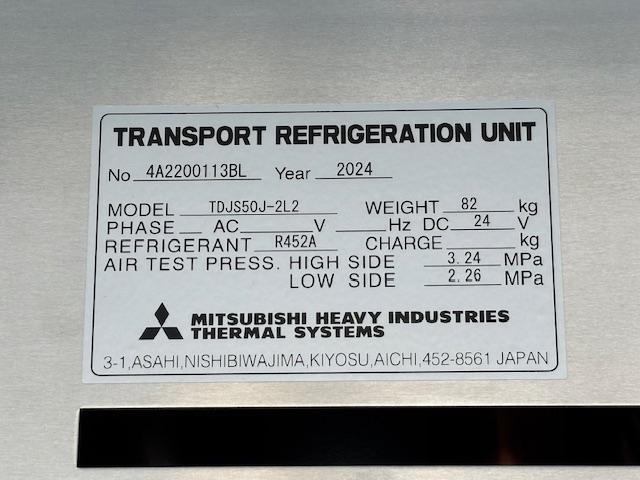 TRANSPORT REFRIGERATION UNIT
No 4A2200113BL Year 2024
MODEL TDJS50J-2L2 WEIGHT 82 kg
PHASE AC V Hz DC 24 V
REFRIGERANT R452A CHARGE kg
AIR TEST PRESS. HIGH SIDE 3.24 MPa
LOW SIDE 2.26 MPa
MITSUBISHI HEAVY INDUSTRIES
THERMAL SYSTEMS
3-1,ASAHI,NISHIBIWAJIMA,KIYOSU,AICHI,452-8561 JAPAN